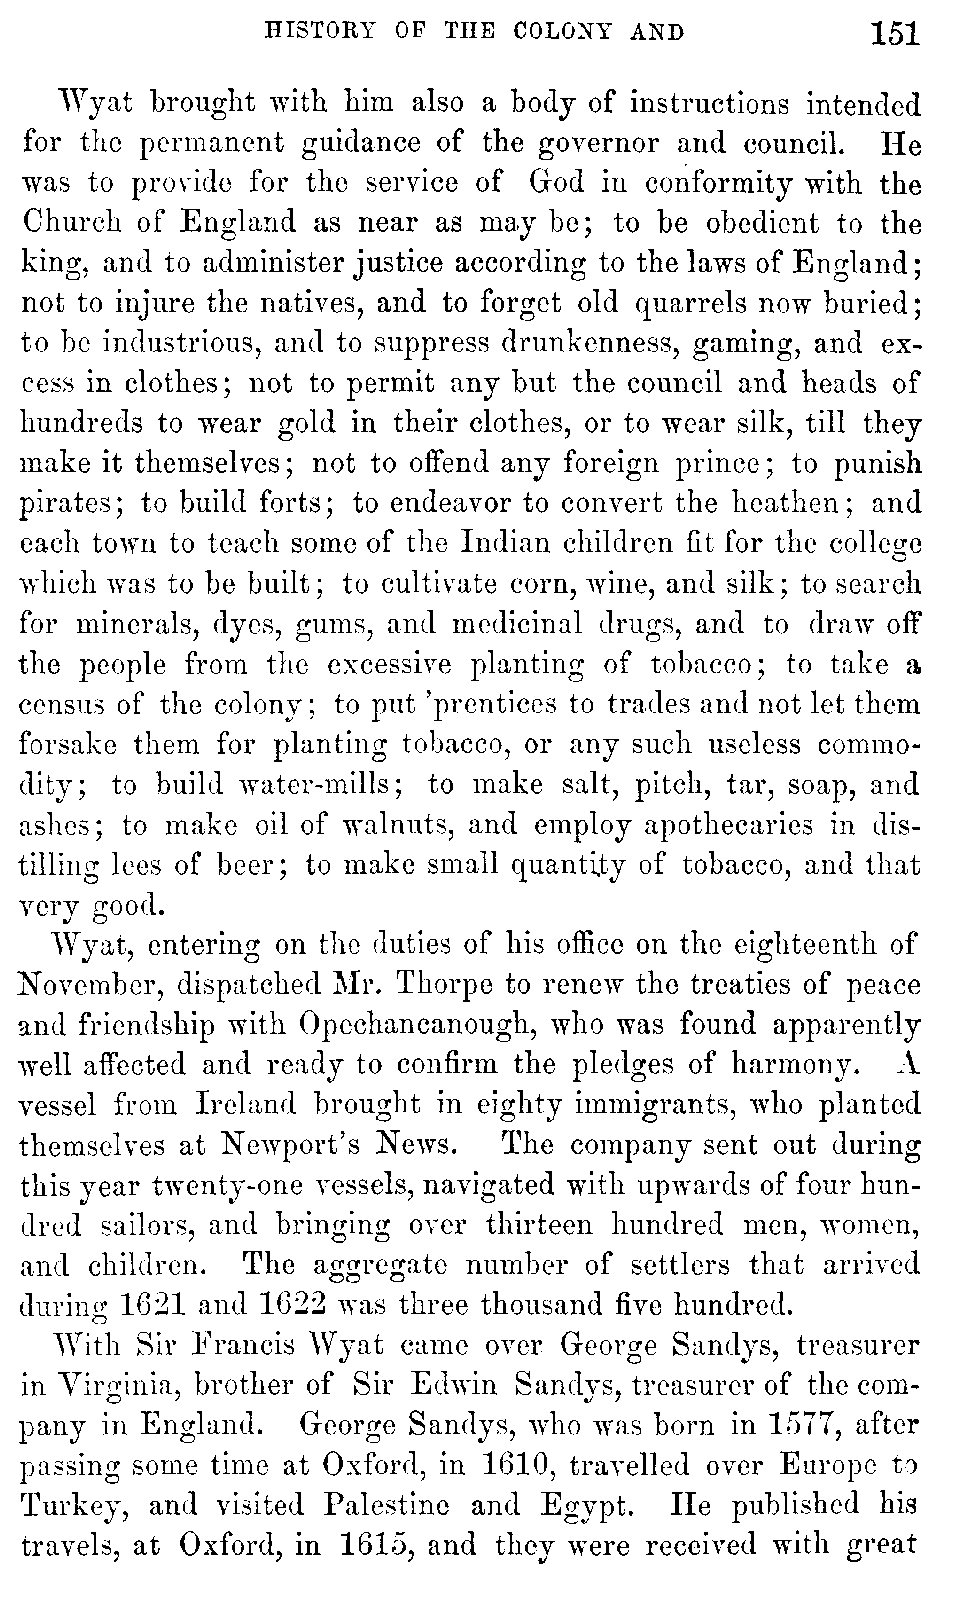 HISTORY OF THE COLONY AND 151
Wyat brought with him also a body of instructions intended
for the permanent guidance of the governor and council. He
was to provide for the service of God in conformity with the
Church of England as near as may be; to be obedient to the
king, and to administer justice according to the laws of England;
not to injure the natives, and to forget old quarrels now buried;
to be industrious, and to suppress drunkenness, gaming, and ex-
cess in clothes; not to permit any but the council and heads of
hundreds to wear gold in their clothes, or to wear silk, till they
make it themselves; not to offend any foreign prince; to punish
pirates; to build forts; to endeavor to convert the heathen; and
each town to teach some of the Indian children fit for the college
which was to be built; to cultivate corn, wine, and silk; to search
for minerals, dyes, gums, and medicinal drugs, and to draw off
the people from the excessive planting of tobacco; to take a
census of the colony; to put 'prentices to trades and not let them
forsake them for planting tobacco, or any such useless commo-
dity; to build water-mills; to make salt, pitch, tar, soap, and
ashes; to make oil of walnuts, and employ apothecaries in dis-
tilling lees of beer; to make small quantity of tobacco, and that
very good.
Wyat, entering on the duties of his office on the eighteenth of
November, dispatched Mr. Thorpe to renew the treaties of peace
and friendship with Opechancanough, who was found apparently
well affected and ready to confirm the pledges of harmony. A
vessel from Ireland brought in eighty immigrants, who planted
themselves at Newport's News. The company sent out during
this year twenty-one vessels, navigated with upwards of four hun-
dred sailors, and bringing over thirteen hundred men, women,
and children. The aggregate number of settlers that arrived
during 1621 and 1622 was three thousand five hundred.
With Sir Francis Wyat came over George Sandys, treasurer
in Virginia, brother of Sir Edwin Sandys, treasurer of the com-
pany in England. George Sandys, who was born in 1577, after
passing some time at Oxford, in 1610, travelled over Europe to
Turkey, and visited Palestine and Egypt. He published his
travels, at Oxford, in 1615, and they were received with great